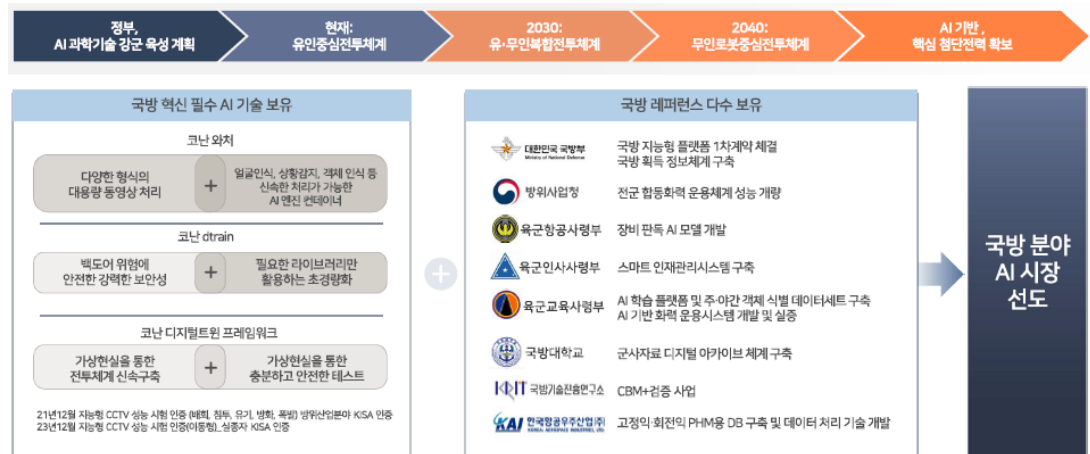 정부,
AI 과학기술 강군 육성 계획
현재:
유인중심전투체계
2030:
유·무인복합전투체계
2040:
무인로봇중심전투체계
AI 기반,
핵심 첨단전력 확보
국방 혁신 필수 AI 기술 보유
코난 와처
다양한 형식의
대용량 동영상 처리
+
얼굴인식, 상황감지, 객체 인식 등
신속한 처리가 가능한
AI 엔진 컨테이너
코난 dtrain
백도어 위험에
안전한 강력한 보안성
+
필요한 라이브러리만
활용하는 초경량화
코난 디지털트윈 프레임워크
가상현실을 통한
전투체계 신속구축
+
가상현실을 통한
충분하고 안전한 테스트
21년12월 지능형 CCTV 성능 시험 인증 (배회, 침투, 유기, 방화, 폭발) 방위산업분야 KISA 인증
23년12월 지능형 CCTV 성능 시험 인증(이동형)_실종자 KISA 인증
+
국방 레퍼런스 다수 보유
대한민국 국방부
Ministry of National Defense
국방 지능형 플랫폼 1차계약 체결
국방 획득 정보체계 구축
방위사업청
전군 합동화력 운용체계 성능 개량
육군항공사령부
장비 판독 AI 모델 개발
육군인사사령부
스마트 인재관리시스템 구축
육군교육사령부
AI 학습 플랫폼 및 주·야간 객체 식별 데이터세트 구축
AI 기반 화력 운용시스템 개발 및 실증
국방대학교
군사자료 디지털 아카이브 체계 구축
KRIT 국방기술진흥연구소
CBM+검증 사업
KAI 한국항공우주산업(주)
KOREA AEROSPACE INDUSTRIES, LTD.
고정익·회전익 PHM용 DB 구축 및 데이터 처리 기술 개발
국방 분야
AI 시장
선도